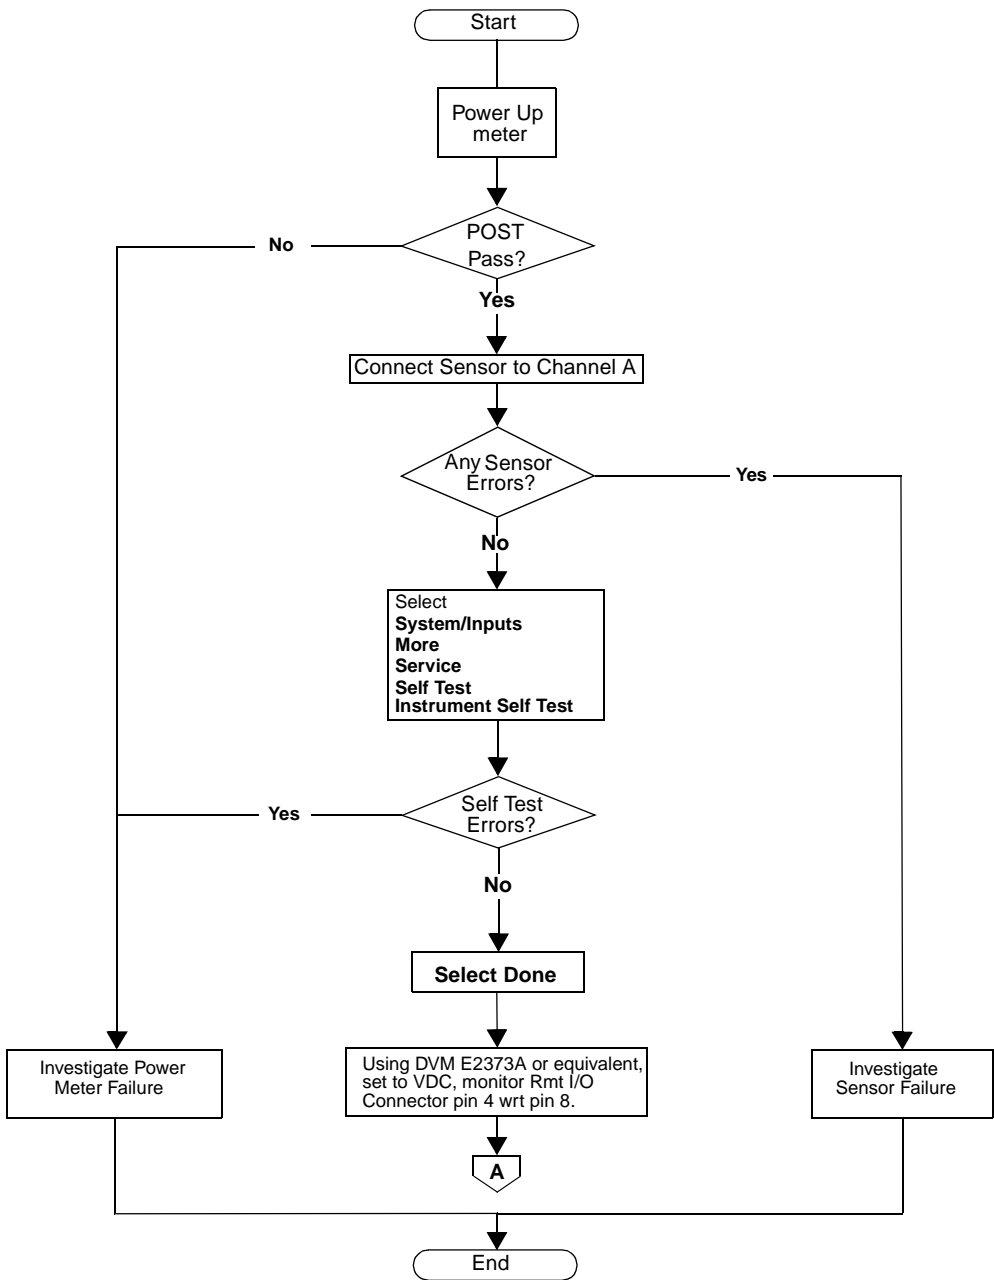 Start
Power Up
meter
POST
Pass?
No
Yes
Connect Sensor to Channel A
Any Sensor
Errors?
Yes
No
Select
System/Inputs
More
Service
Self Test
Instrument Self Test
Self Test
Errors?
Yes
No
Select Done
Investigate Power
Meter Failure
Using DVM E2373A or equivalent,
set to VDC, monitor Rmt I/O
Connector pin 4 wrt pin 8.
Investigate
Sensor Failure
A
End